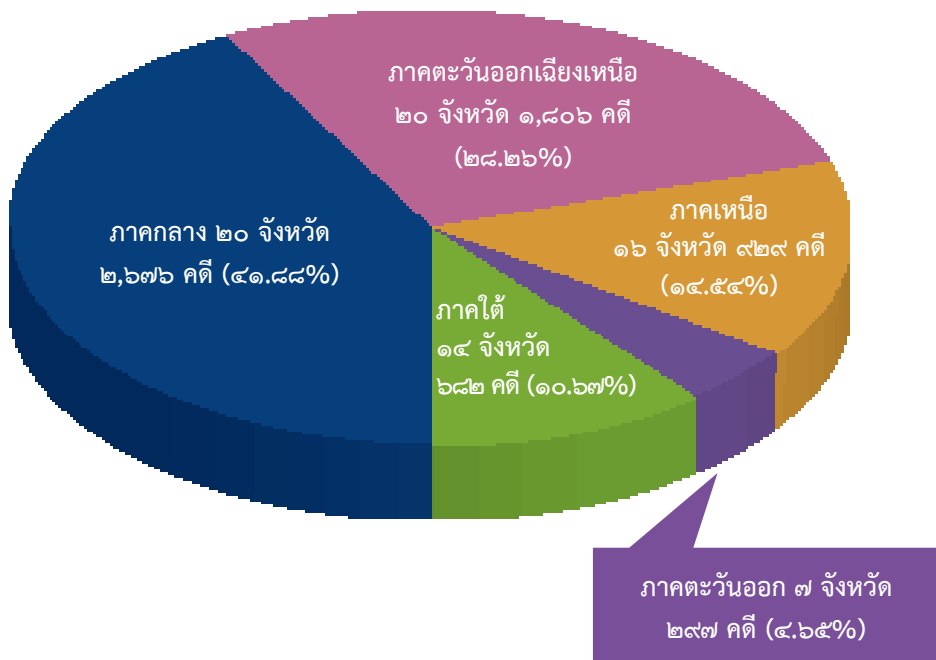 ภาคตะวันออกเฉียงเหนือ
๒๐ จังหวัด ๑,๘๐๖ คดี
(๒๘.๒๖%)
ภาคเหนือ
๑๖ จังหวัด ๙๒๙ คดี
(๑๔.๕๔%)
ภาคกลาง ๒๐ จังหวัด
๒,๖๗๖ คดี (๔๑.๘๘%)
ภาคใต้
๑๔ จังหวัด
๖๘๒ คดี (๑๐.๖๗%)
ภาคตะวันออก ๗ จังหวัด
๒๙๗ คดี (๔.๖๕%)